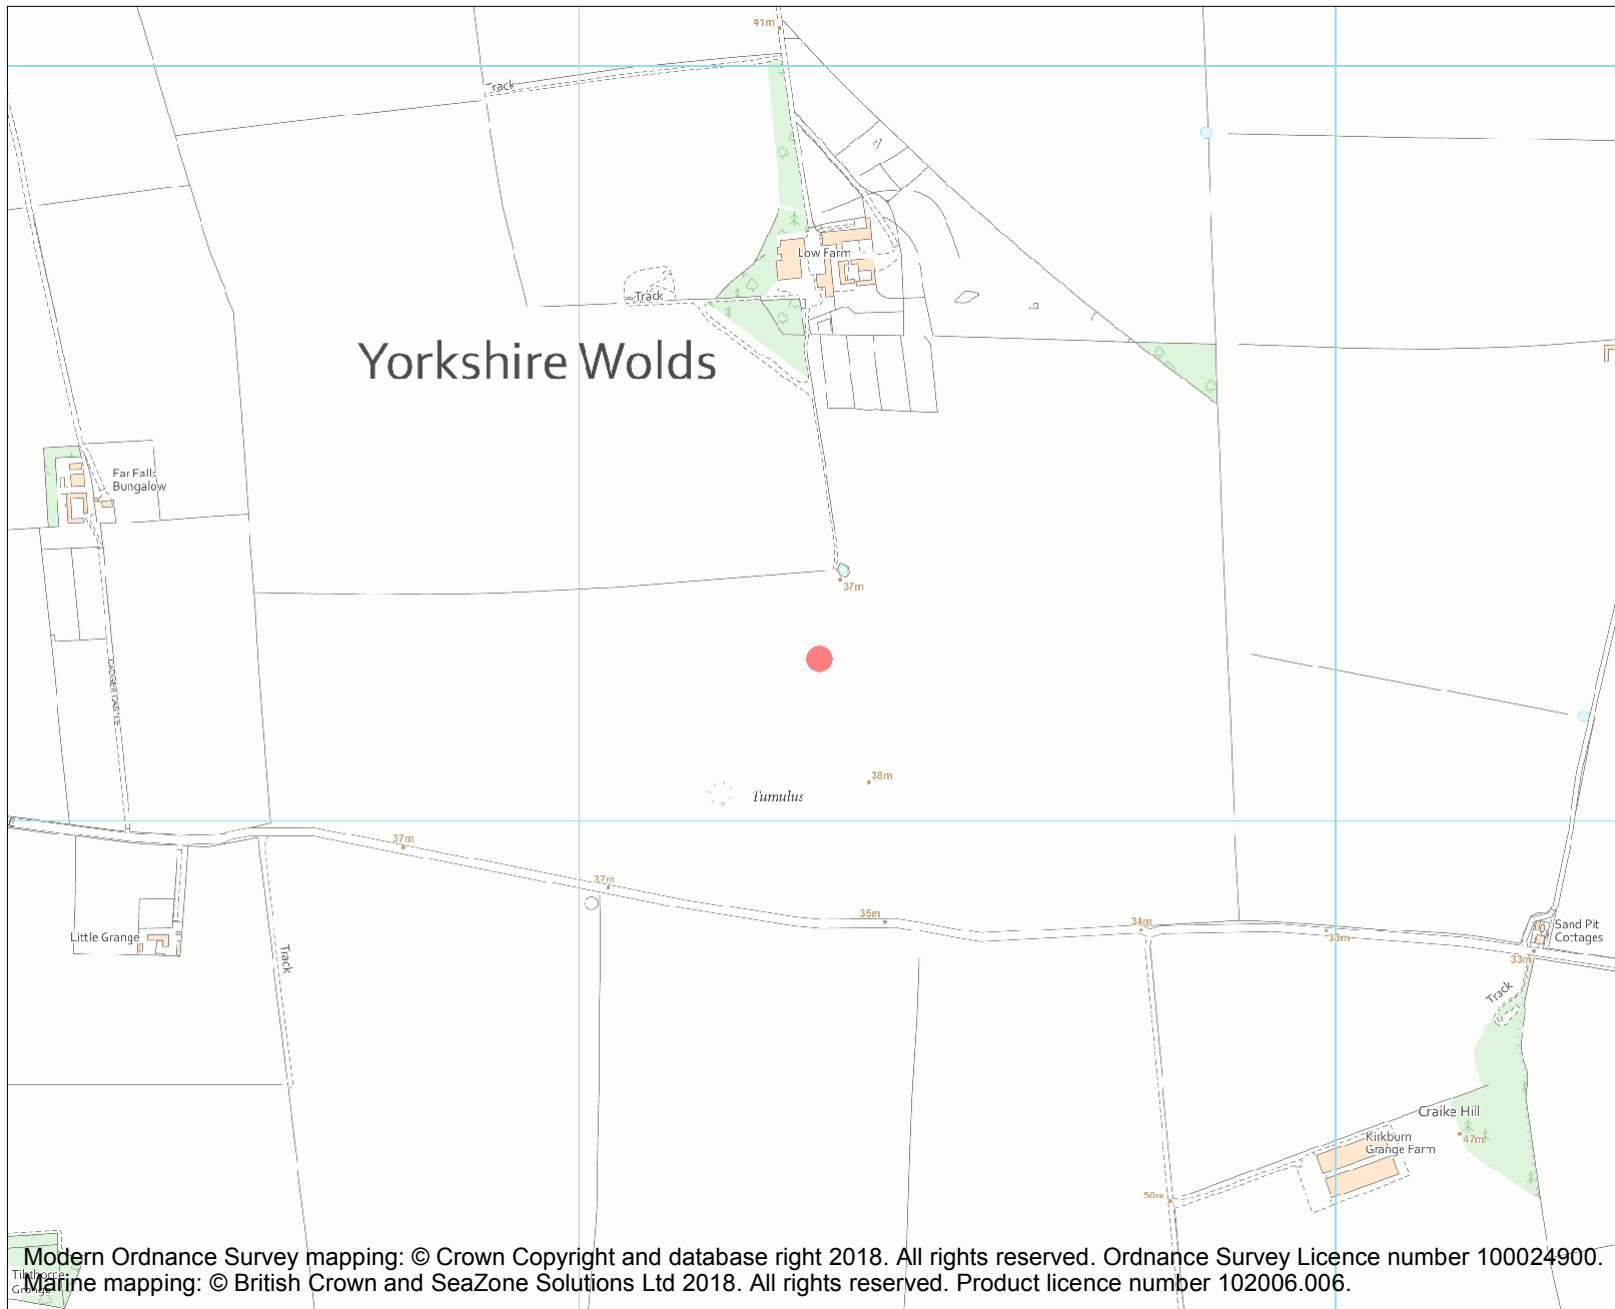 41m
Track
Low Farm
Track
Yorkshire Wolds
Far Falls
Bungalow
37m
CADGER CASTLE
38m
Tumulus
37m
37m
35m
34m
33m
Sand Pit
Cottages
33m
Little Grange
Track
Track
Craike Hill
47m
Kirkburn
Grange Farm
50m
Tibthorpe
Grange
Modern Ordnance Survey mapping: © Crown Copyright and database right 2018. All rights reserved. Ordnance Survey Licence number 100024900.
Marine mapping: © British Crown and SeaZone Solutions Ltd 2018. All rights reserved. Product licence number 102006.006.